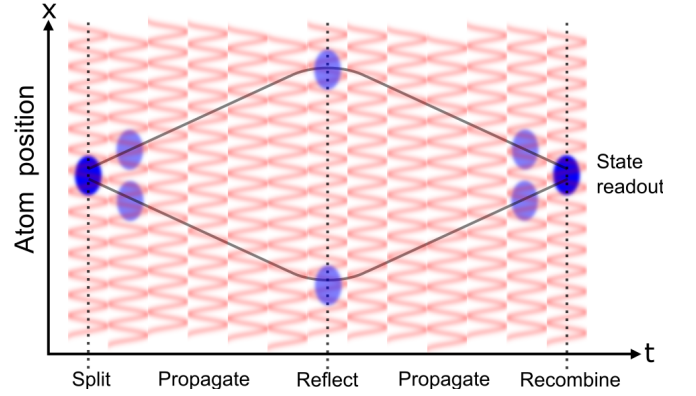 x
Atom position
State
readout
t
Split Propagate Reflect Propagate Recombine